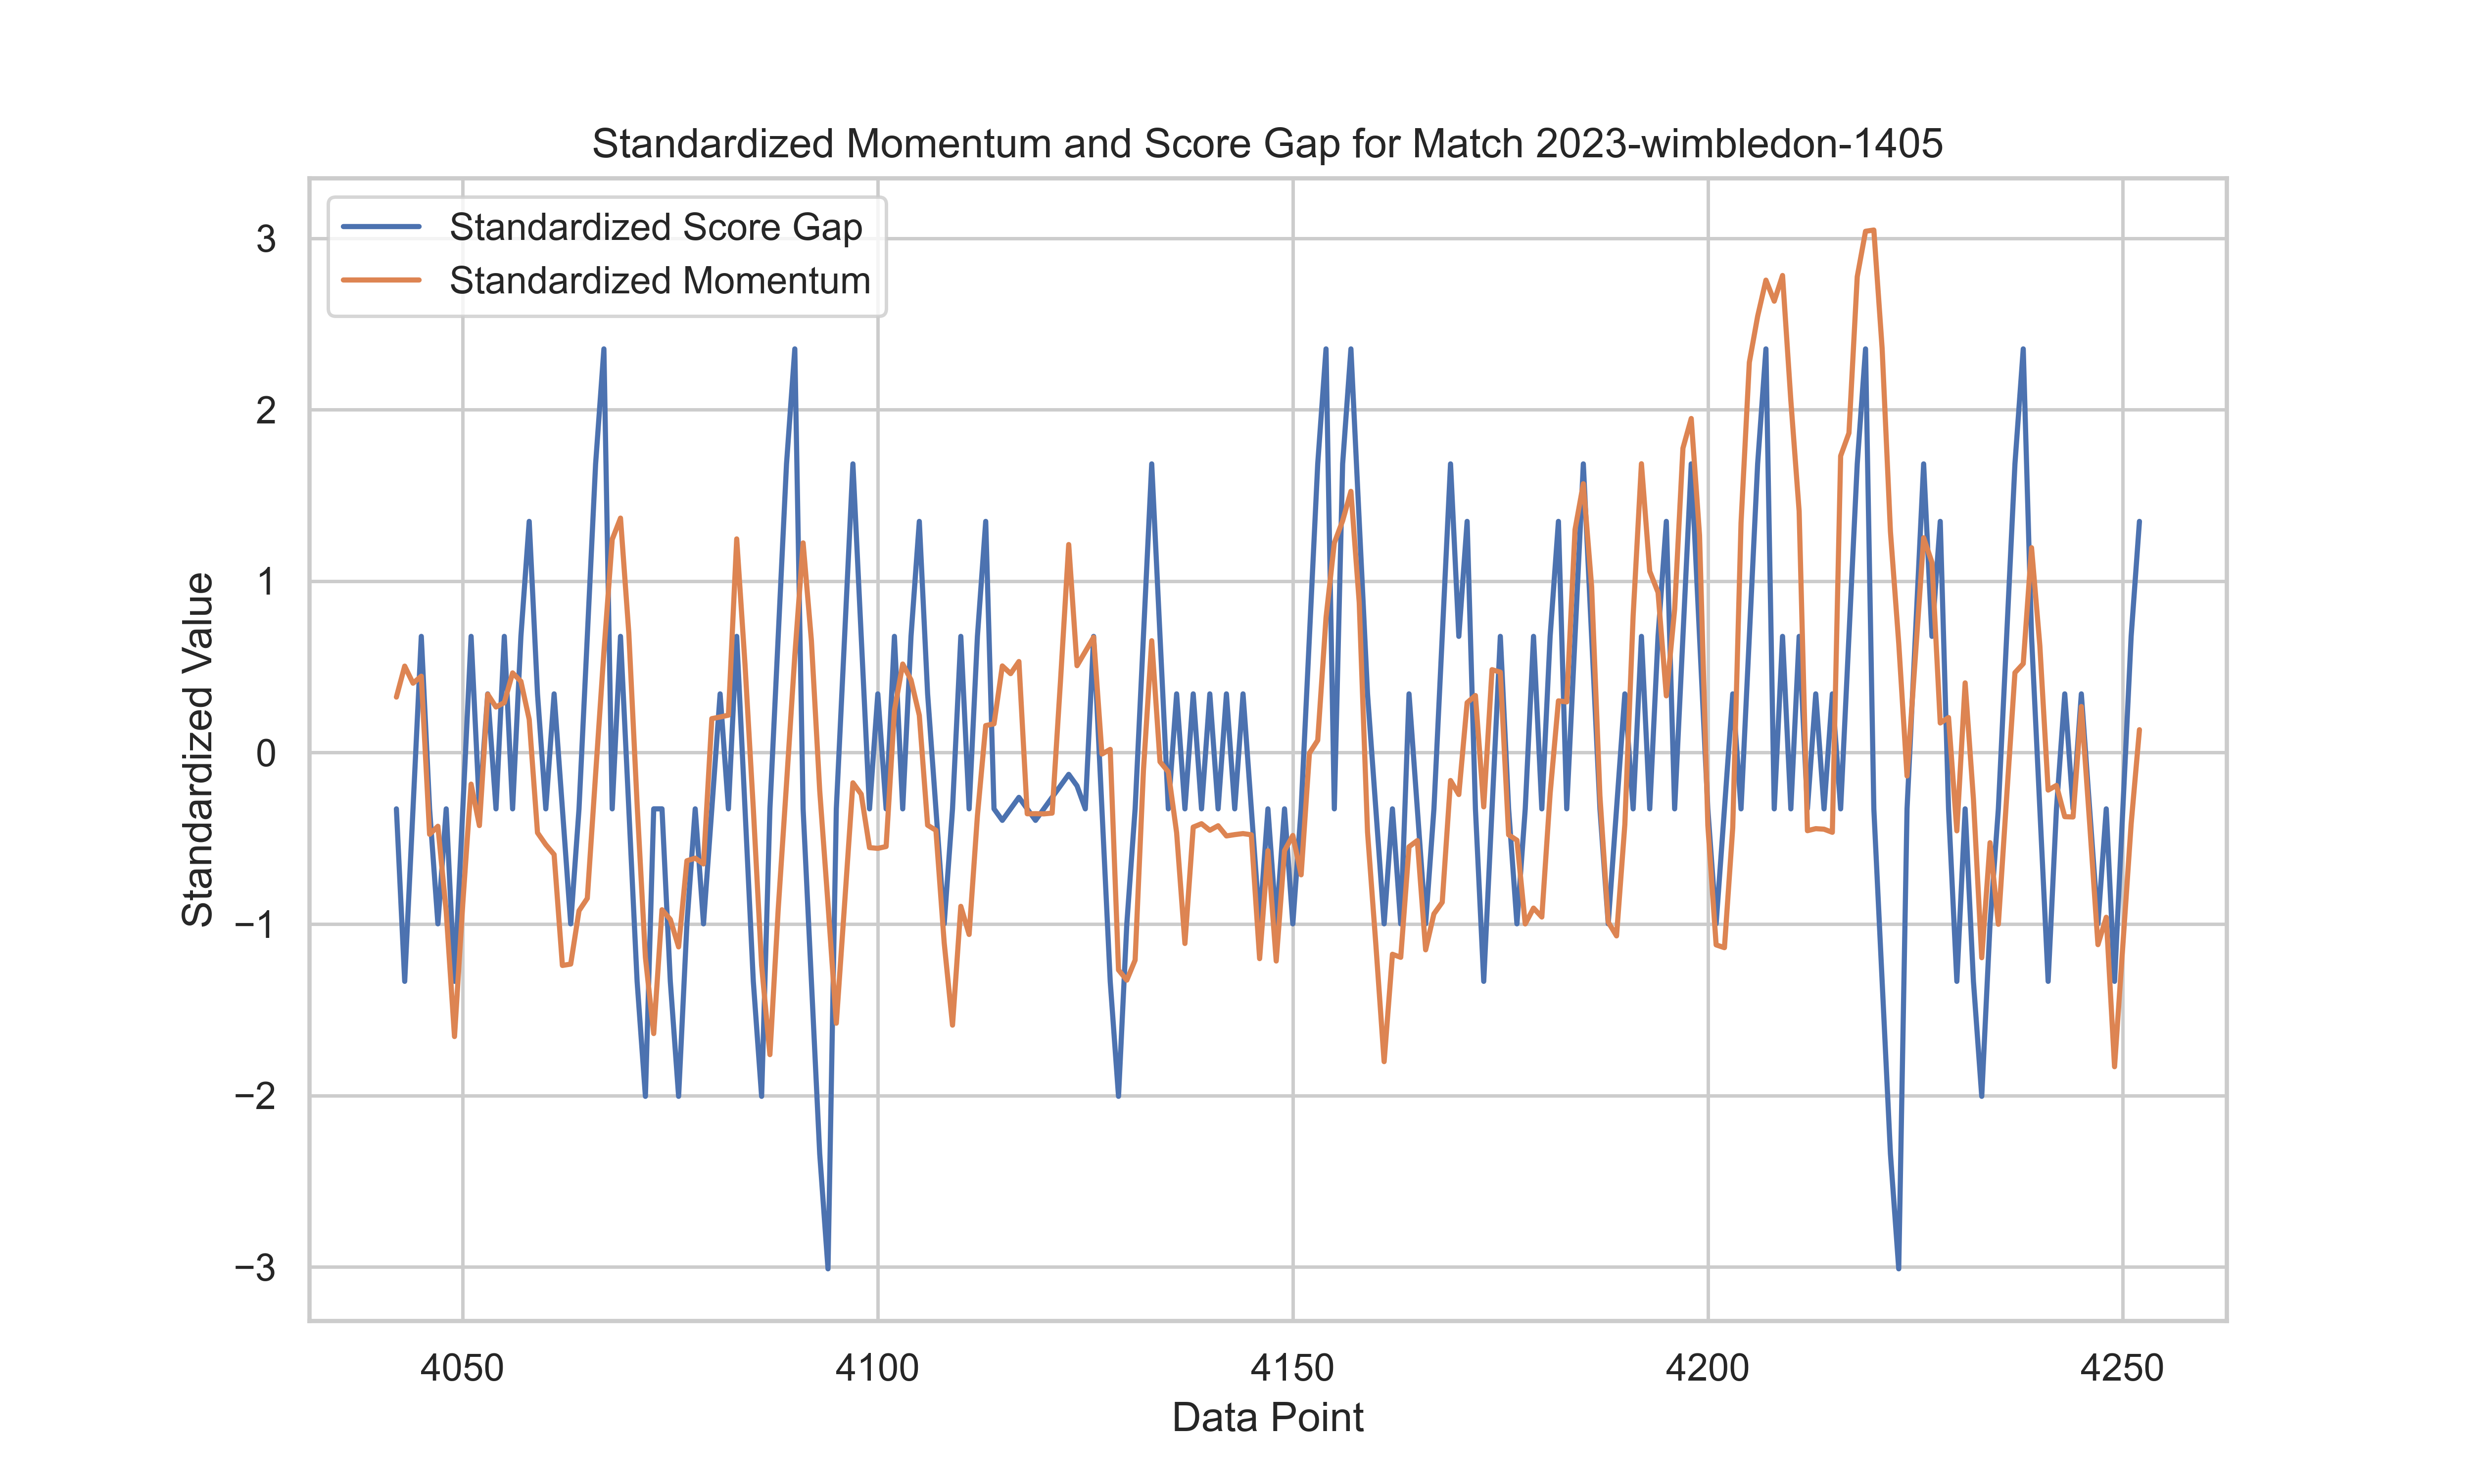 Standardized Momentum and Score Gap for Match 2023-wimbledon-1405
Standardized Score Gap
Standardized Momentum
3
2
1
0
−1
−2
−3
Standardized Value
4050 4100 4150 4200 4250
Data Point